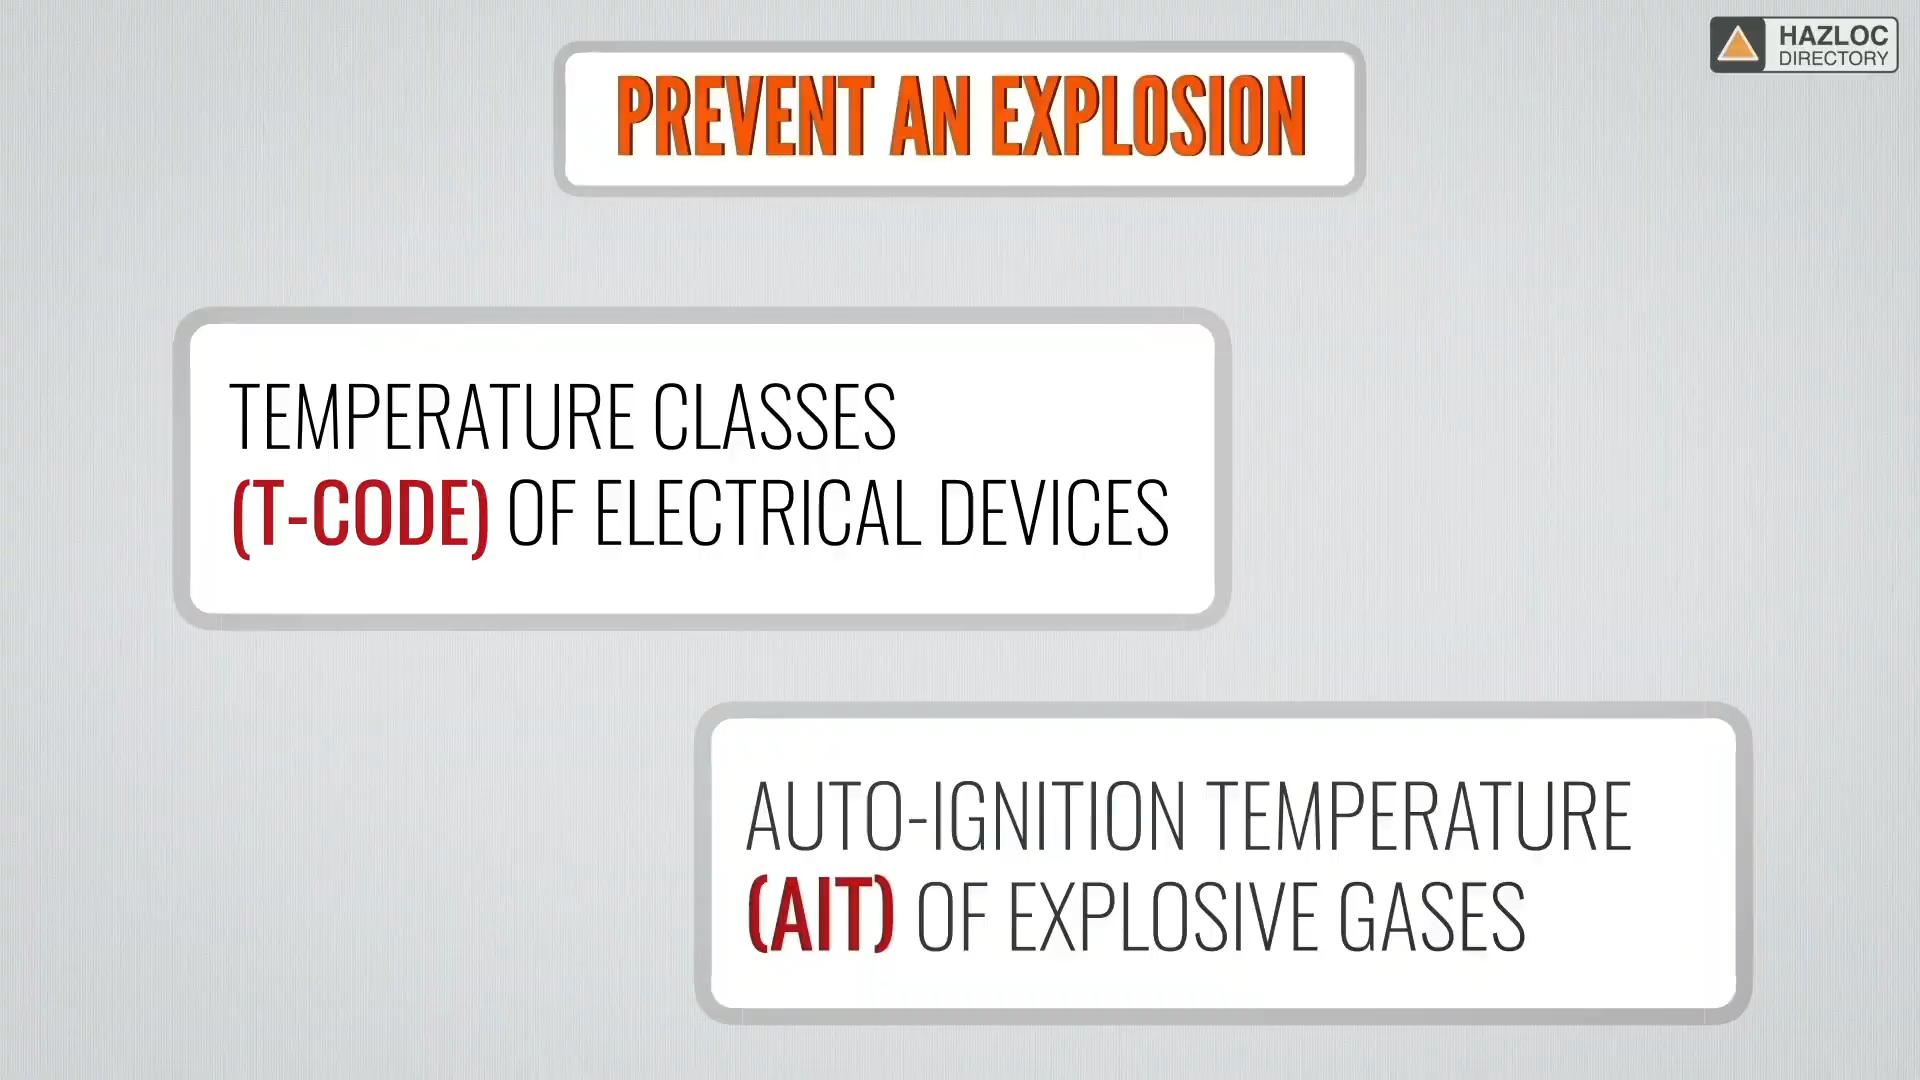 HAZLOC
DIRECTORY
PREVENT AN EXPLOSION
TEMPERATURE CLASSES
(T-CODE) OF ELECTRICAL DEVICES
AUTO-IGNITION TEMPERATURE
(AIT) OF EXPLOSIVE GASES